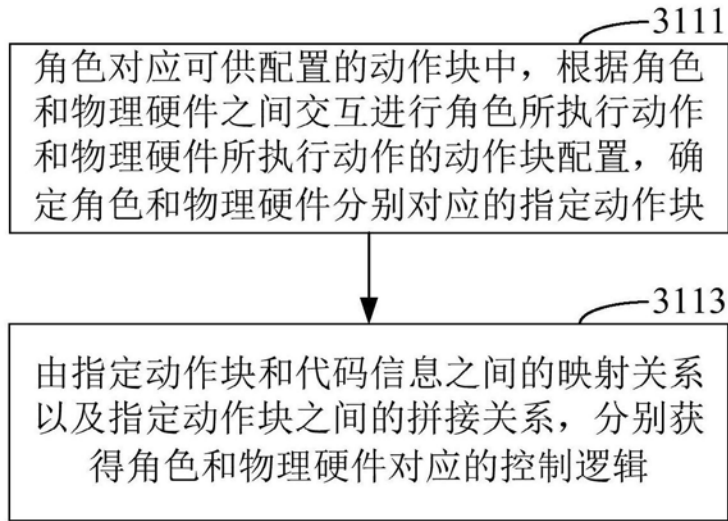 3111
角色对应可供配置的动作块中，根据角色
和物理硬件之间交互进行角色所执行动作
和物理硬件所执行动作的动作块配置，确
定角色和物理硬件分别对应的指定动作块
3113
由指定动作块和代码信息之间的映射关系
以及指定动作块之间的拼接关系，分别获
得角色和物理硬件对应的控制逻辑